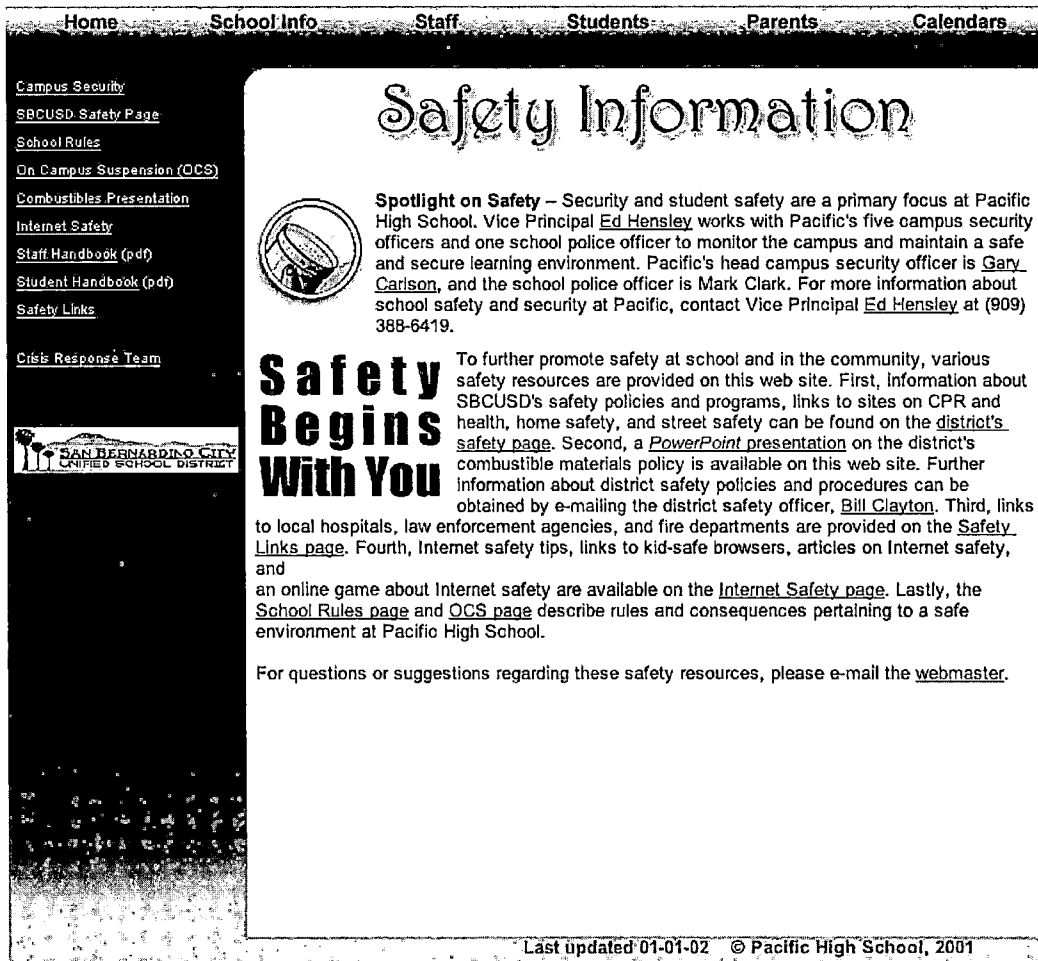 Home School Info Staff Students Parents Calendars
Campus Security
SBCUSD Safety Page
School Rules
On Campus Suspension (OCS)
Combustibles Presentation
Internet Safety
Staff Handbook (pdf)
Student Handbook (pdf)
Safety Links
Crisis Response Team
SAN BERNARDINO CITY
UNIFIED SCHOOL DISTRICT
Safety Information
Spotlight on Safety – Security and student safety are a primary focus at Pacific
High School. Vice Principal Ed Hensley works with Pacific's five campus security
officers and one school police officer to monitor the campus and maintain a safe
and secure learning environment. Pacific's head campus security officer is Gary
Carlson, and the school police officer is Mark Clark. For more information about
school safety and security at Pacific, contact Vice Principal Ed Hensley at (909)
388-6419.
Safety
Begins
With You
To further promote safety at school and in the community, various
safety resources are provided on this web site. First, information about
SBCUSD's safety policies and programs, links to sites on CPR and
health, home safety, and street safety can be found on the district's
safety page. Second, a PowerPoint presentation on the district's
combustible materials policy is available on this web site. Further
information about district safety policies and procedures can be
obtained by e-mailing the district safety officer, Bill Clayton. Third, links
to local hospitals, law enforcement agencies, and fire departments are provided on the Safety
Links page. Fourth, Internet safety tips, links to kid-safe browsers, articles on Internet safety,
and
an online game about Internet safety are available on the Internet Safety page. Lastly, the
School Rules page and OCS page describe rules and consequences pertaining to a safe
environment at Pacific High School.
For questions or suggestions regarding these safety resources, please e-mail the webmaster.
Last updated 01-01-02 © Pacific High School, 2001